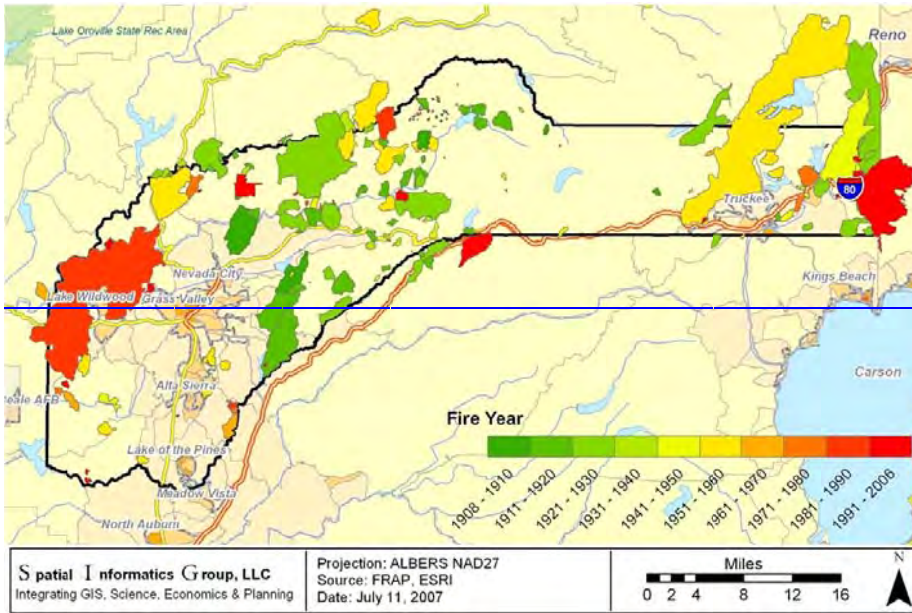 Lake Oroville State Rec Area
Reno
80
Truckee
Nevada City
Kings Beach
Lake Wildwood
Grass Valley
Carson
Alta Sierra
eale AFB
Fire Year
Lake of the Pines
Meadow Vista
North Auburn
1908 - 1910
1911 - 1920
1921 - 1930
1931 - 1940
1941 - 1950
1951 - 1960
1961 - 1970
1971 - 1980
1981 - 1990
1991 - 2006
Spatial Informatics Group, LLC
Integrating GIS, Science, Economics & Planning
Projection: ALBERS NAD27
Source: FRAP, ESRI
Date: July 11, 2007
Miles
0 2 4 8 12 16
N